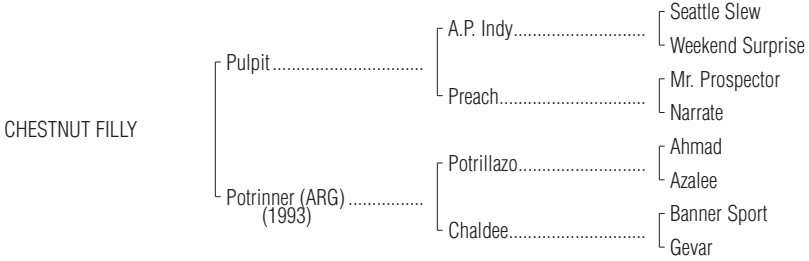 Seattle Slew
A.P. Indy..............................
Weekend Surprise
Pulpit..................................
Mr. Prospector
Preach.................................
Narrate
CHESTNUT FILLY
Ahmad
Potrillazo.............................
Azalee
Potrinner (ARG) ..................
(1993)
Banner Sport
Chaldee...............................
Gevar